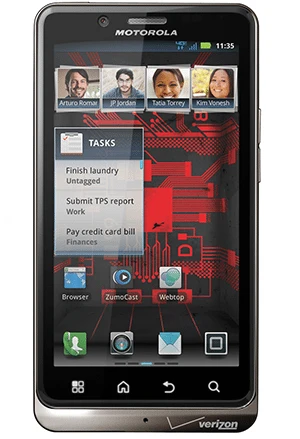 MOTOROLA
11:35
Arturo Romar
JP Jordan
Tatia Torrey
Kim Vonesh
TASKS
Finish laundry
Untagged
Submit TPS report
Work
Pay credit card bill
Finances
Browser
ZumoCast
Webtop
verizon